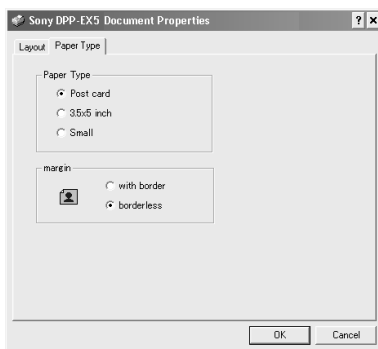 Sony DPP-EX5 Document Properties
Layout Paper Type
Paper Type
Post card
3.5x5 inch
Small
margin
with border
borderless
OK Cancel